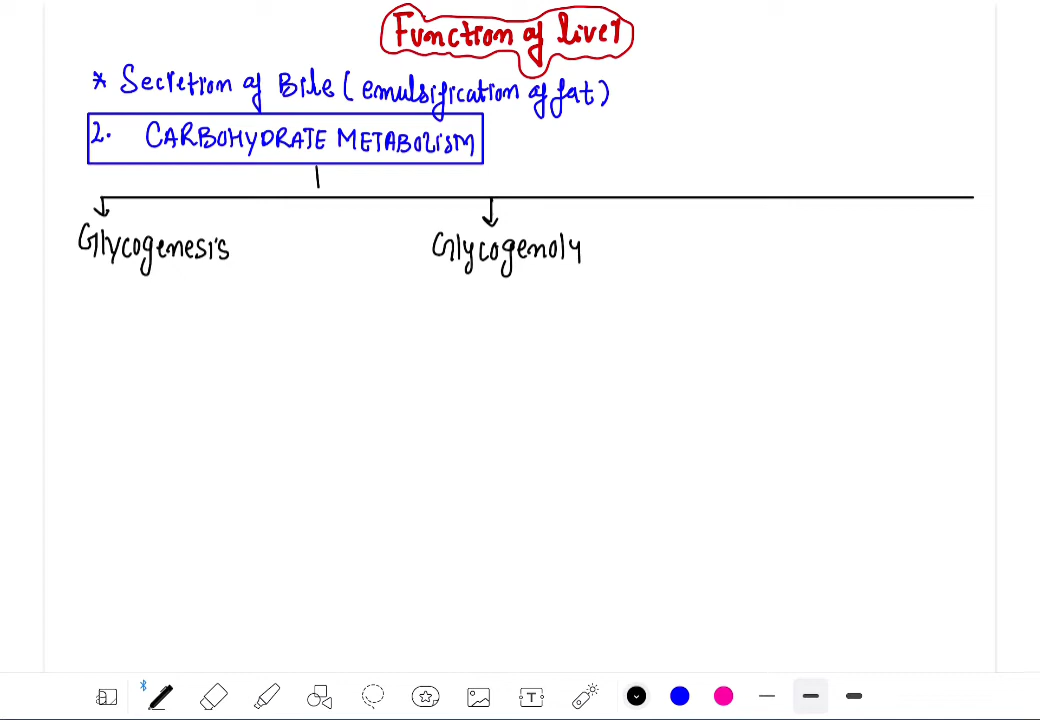 Function of liver
* Secretion of Bile (emulsification of fat)
2. CARBOHYDRATE METABOLISM
Glycogenesis Glycogenoly
T